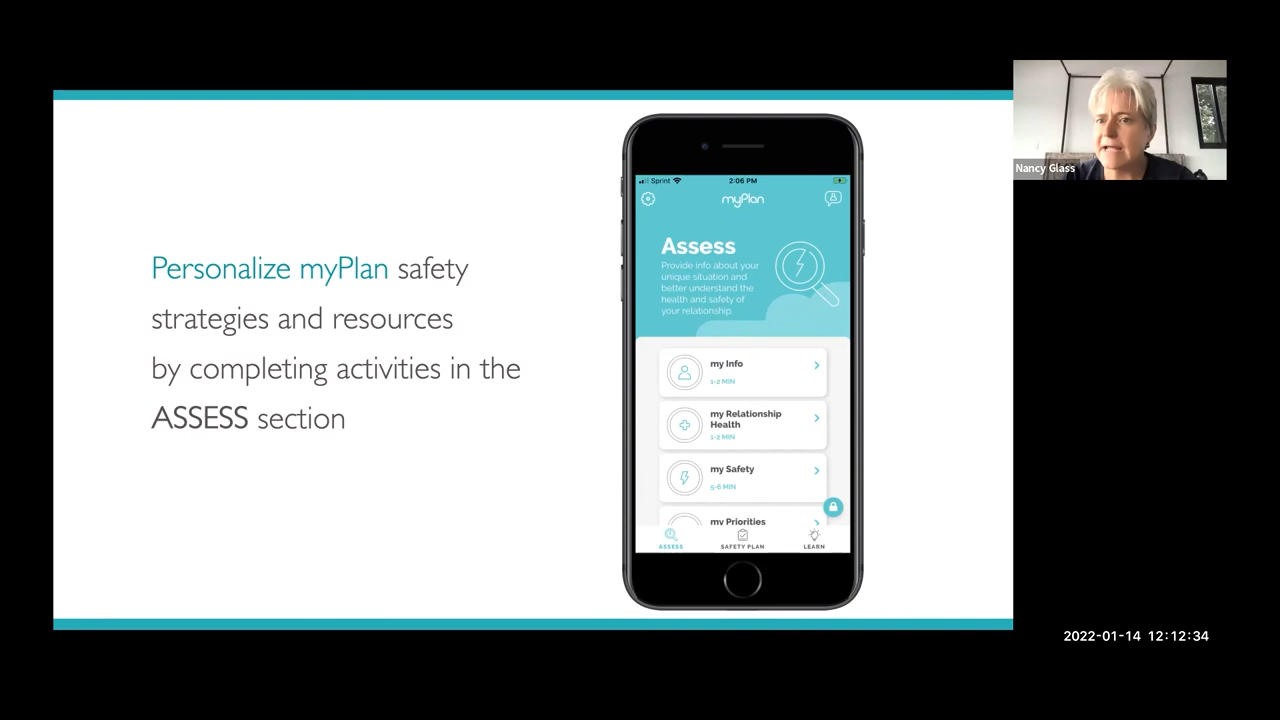 Personalize myPlan safety
strategies and resources
by completing activities in the
ASSESS section
Sprint
2:06 PM
myPlan
Assess
Provide info about your
unique situation and
better understand the
health and safety of
your relationship.
my Info
1-2 MIN
my Relationship
Health
1-2 MIN
my Safety
5-6 MIN
my Priorities
ASSESS
SAFETY PLAN
LEARN
Nancy Glass
2022-01-14 12:12:34